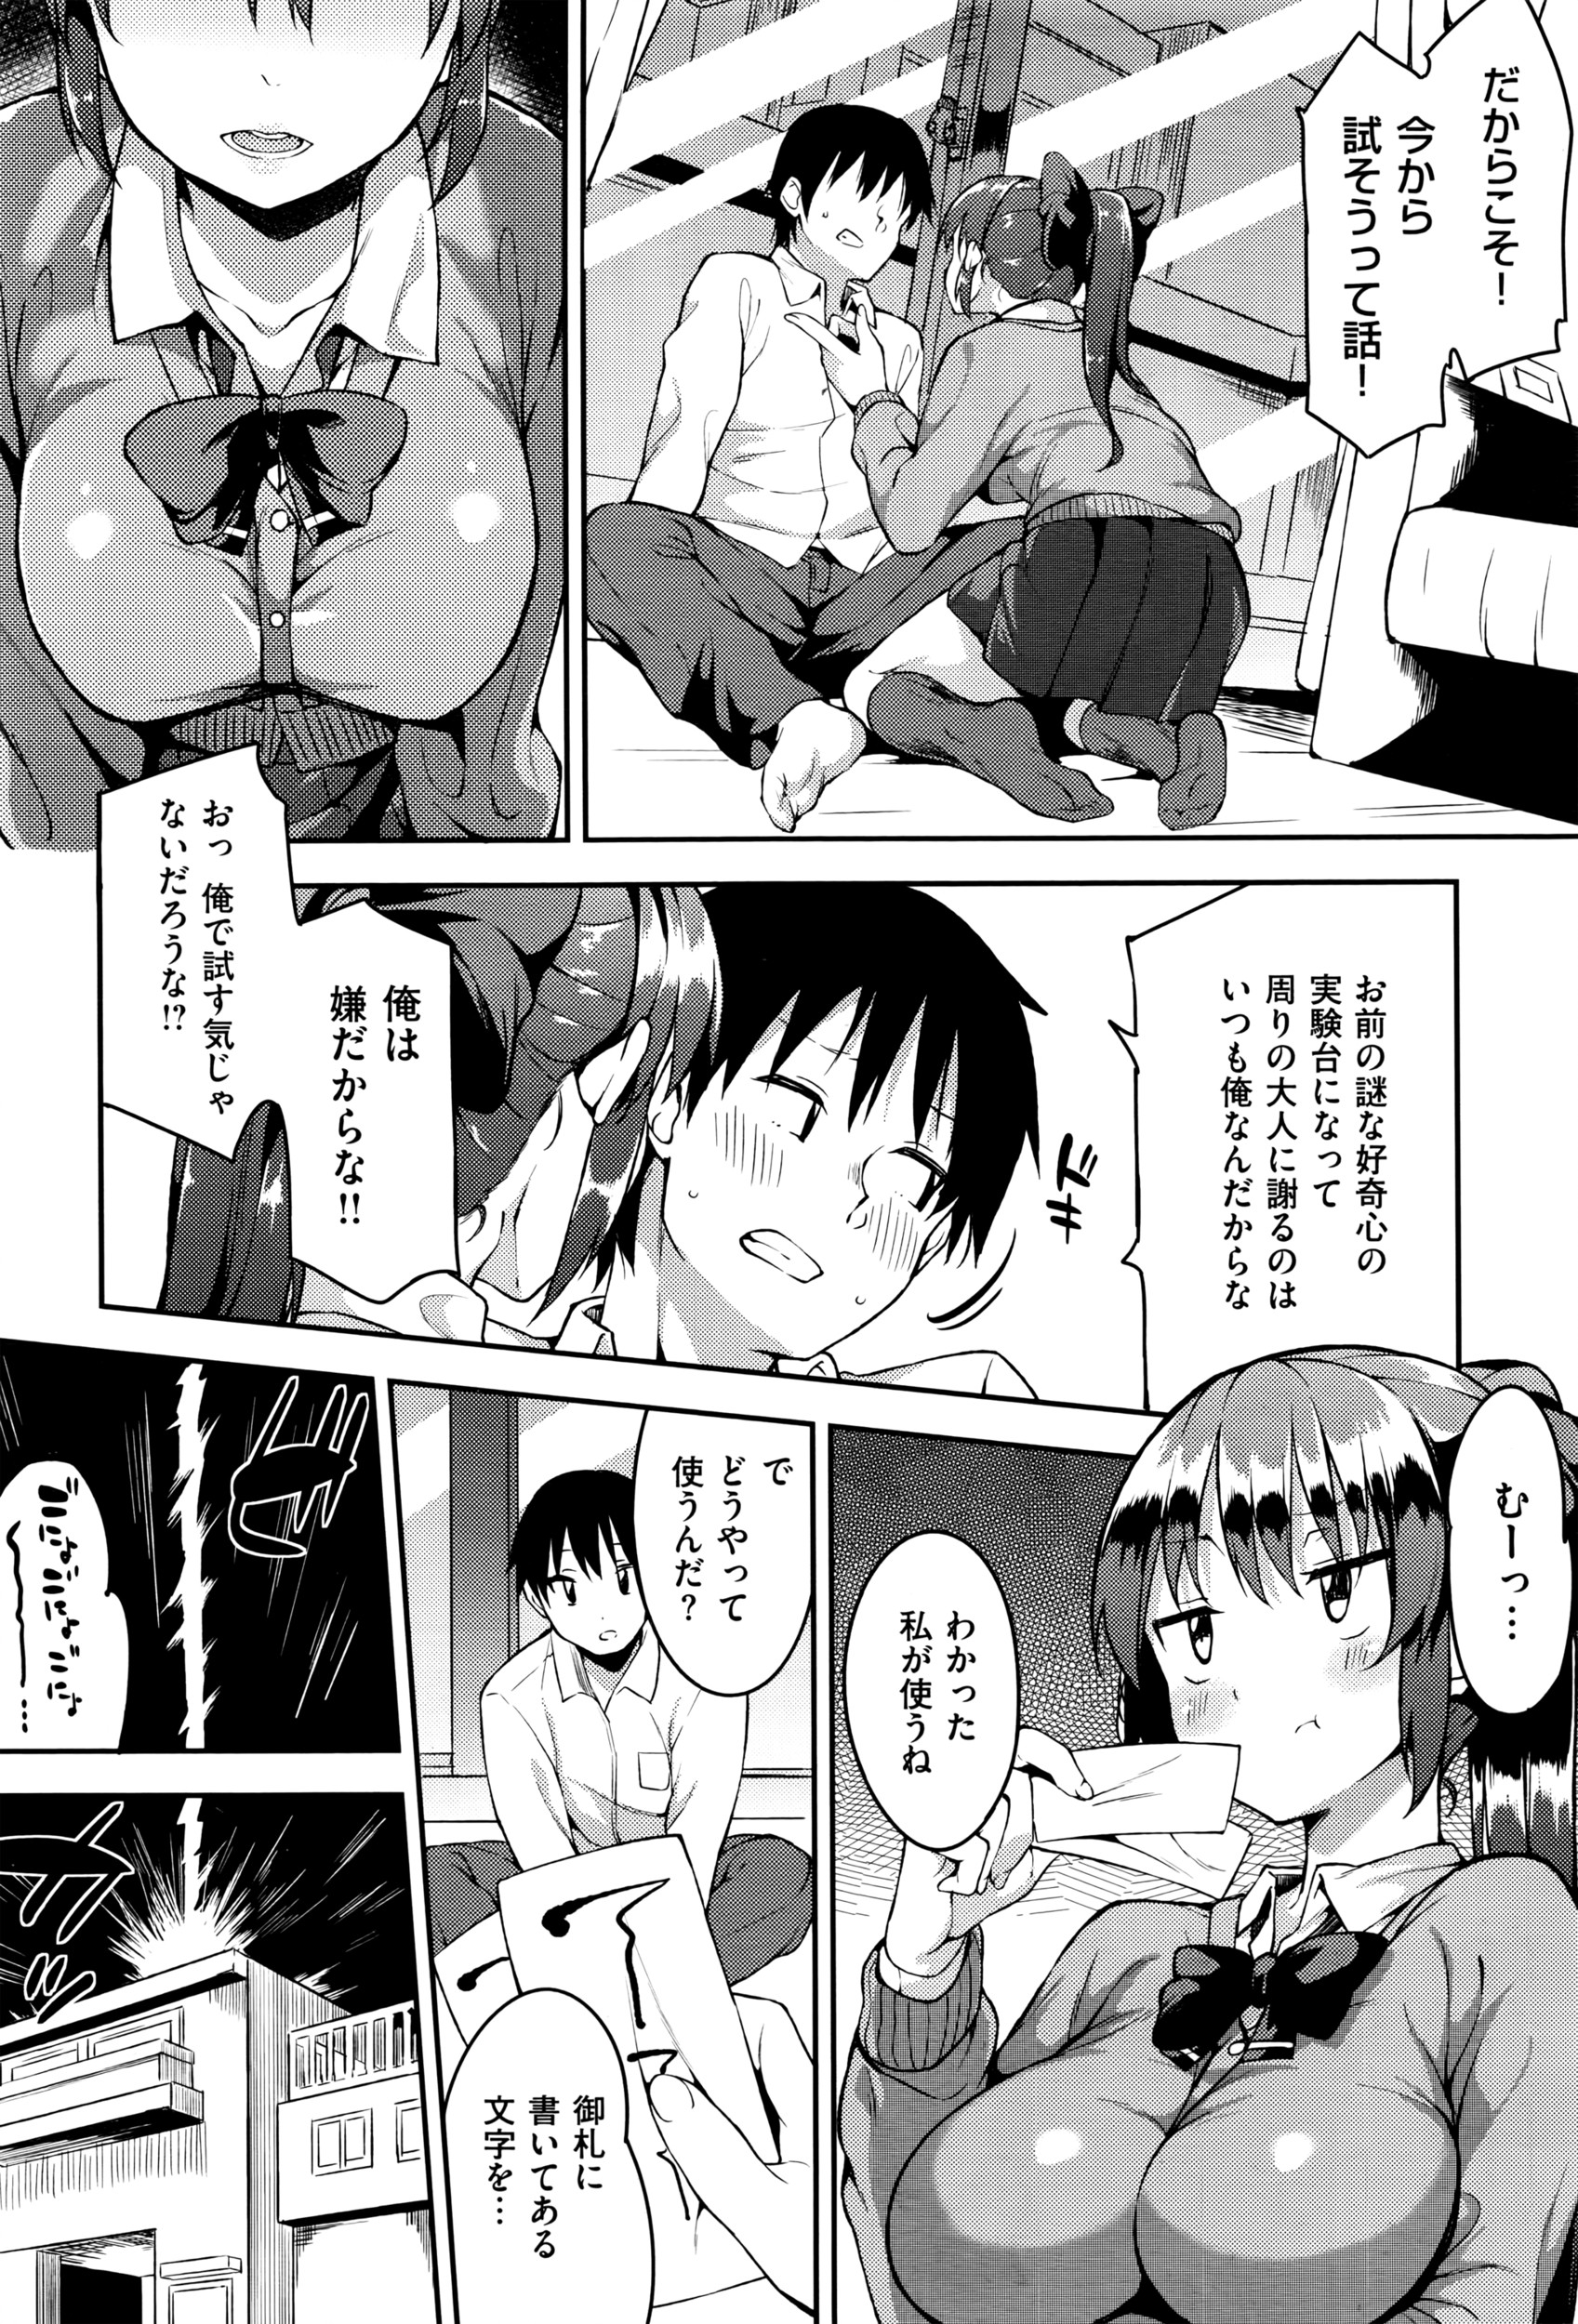 だからこそ！
今から
試そうって話！
お前の謎な好奇心の
実験台になって
周りの大人に謝るのは
いつも俺なんだからな
ドキ
俺は
嫌だからな!!
おっ 俺で試す気じゃ
ないだろうな!?
むーっ…
わかった
私が使うね
で
どうやって
使うんだ？
御札に
書いてある
文字を…
ごにょごにょごにょ